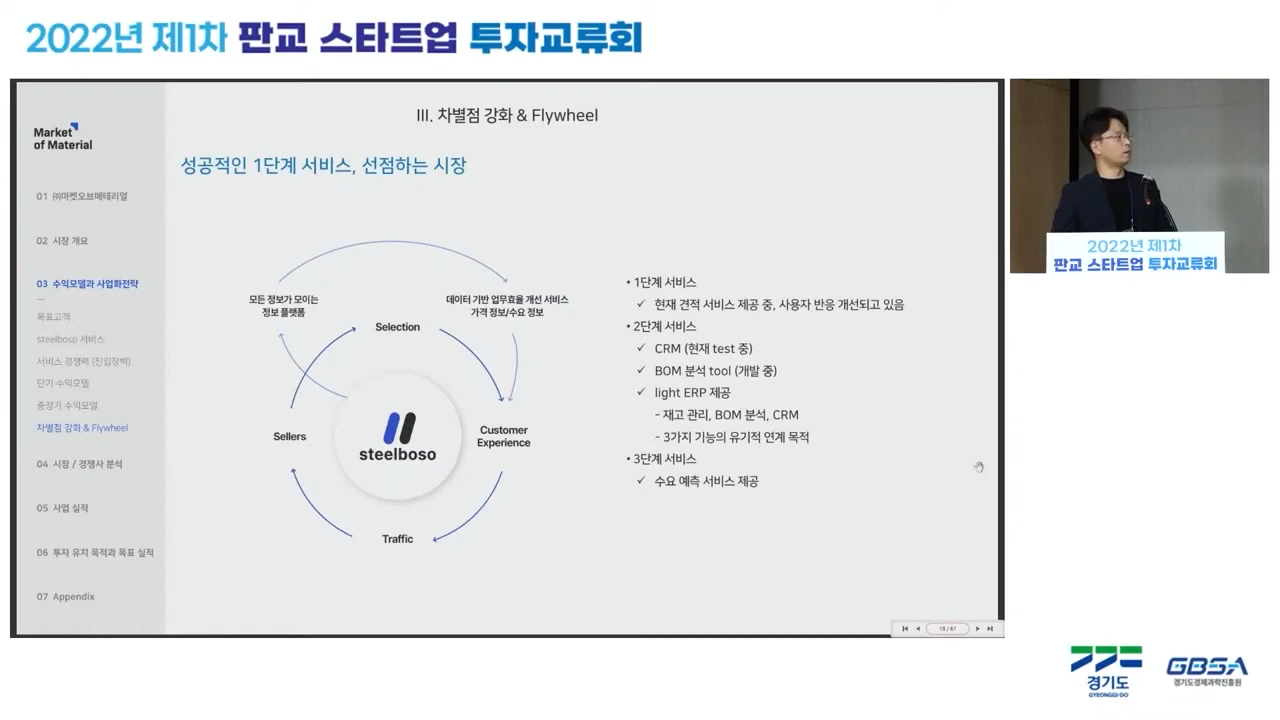 2022년 제1차 판교 스타트업 투자교류회
Market
of Material
01 ㈜마켓오브메테리얼
02 시장 개요
03 수익모델과 사업화전략
목표고객
steelboso 서비스
서비스 경쟁력 (진입장벽)
단기 수익모델
중장기 수익모델
차별점 강화 & Flywheel
04 시장 / 경쟁사 분석
05 사업 실적
06 투자 유치 목적과 목표 실적
07 Appendix
III. 차별점 강화 & Flywheel
성공적인 1단계 서비스, 선점하는 시장
모든 정보가 모이는
정보 플랫폼
데이터 기반 업무효율 개선 서비스
가격 정보/수요 정보
Selection
Sellers
steelboso
Customer
Experience
Traffic
• 1단계 서비스
✓ 현재 견적 서비스 제공 중, 사용자 반응 개선되고 있음
• 2단계 서비스
✓ CRM (현재 test 중)
✓ BOM 분석 tool (개발 중)
✓ light ERP 제공
- 재고 관리, BOM 분석, CRM
- 3가지 기능의 유기적 연계 목적
• 3단계 서비스
✓ 수요 예측 서비스 제공
18 / 61
2022년 제1차
판교 스타트업 투자교류회
경기도
GYEONGGI-DO
GBSA
경기도경제과학진흥원